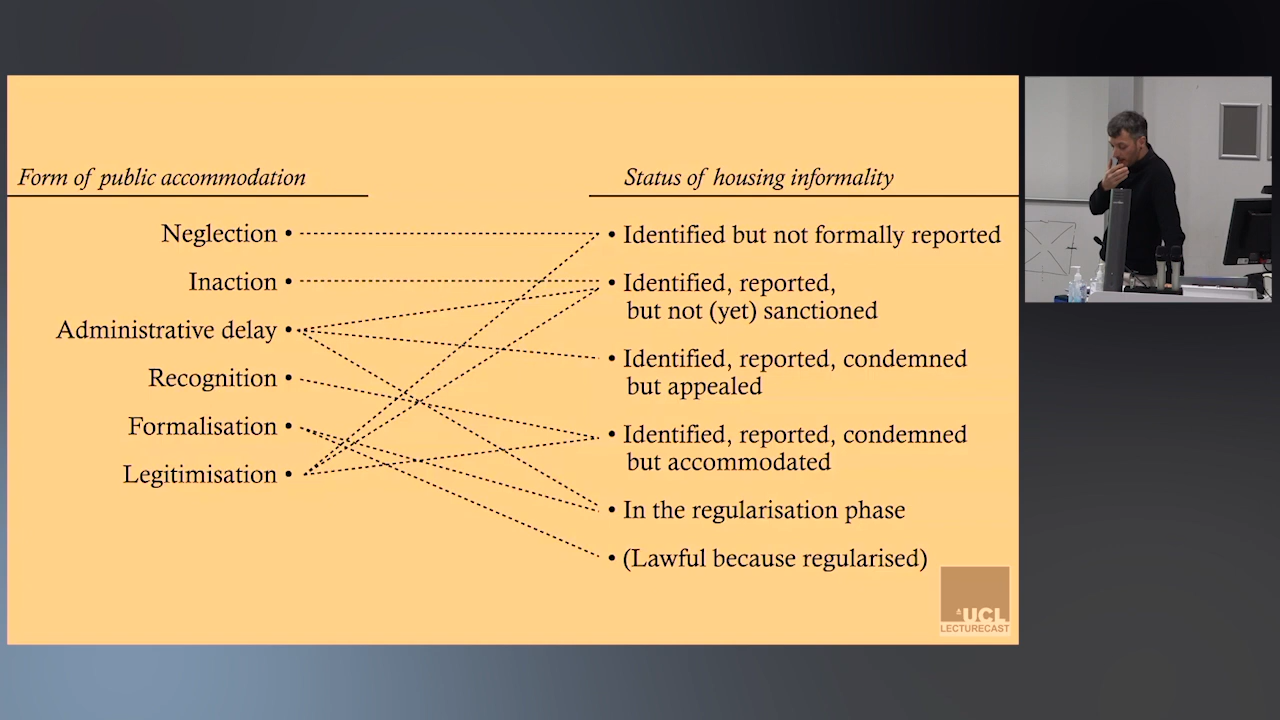 Form of public accommodation
Status of housing informality
Neglection •
Inaction •
Administrative delay •
Recognition •
Formalisation •
Legitimisation •
• Identified but not formally reported
• Identified, reported,
but not (yet) sanctioned
• Identified, reported, condemned
but appealed
• Identified, reported, condemned
but accommodated
• In the regularisation phase
• (Lawful because regularised)
UCL
LECTURECAST